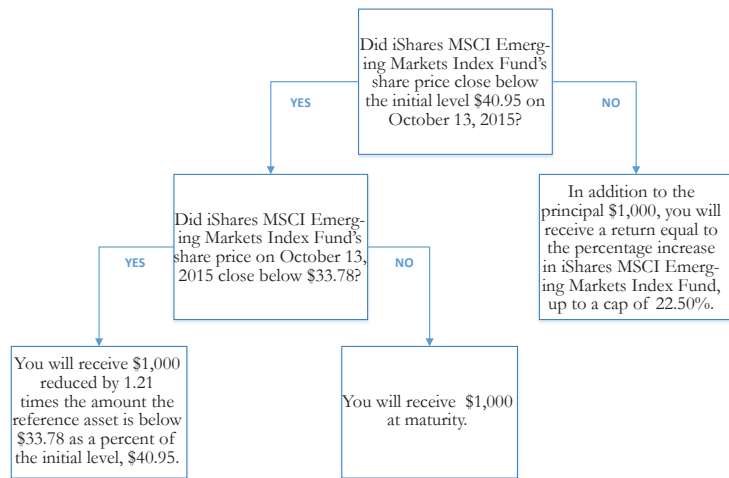 Did iShares MSCI Emerg-
ing Markets Index Fund's
share price close below
the initial level $40.95 on
October 13, 2015?
YES
NO
Did iShares MSCI Emerg-
ing Markets Index Fund's
share price on October 13,
2015 close below $33.78?
In addition to the
principal $1,000, you will
receive a return equal to
the percentage increase
in iShares MSCI Emerg-
ing Markets Index Fund,
up to a cap of 22.50%.
YES
NO
You will receive $1,000
reduced by 1.21
times the amount the
reference asset is below
$33.78 as a percent of
the initial level, $40.95.
You will receive $1,000
at maturity.